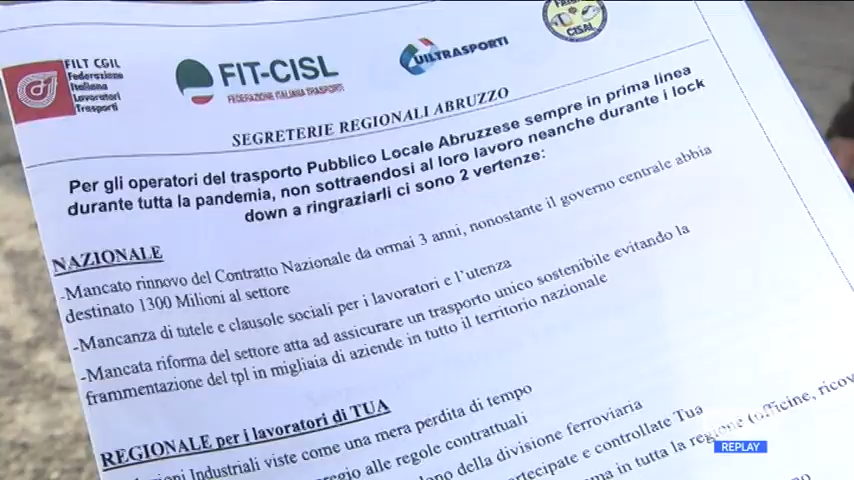 FILT CGIL
Federazione
Italiana
Lavoratori
Trasporti
FIT-CISL
FEDERAZIONE ITALIANA TRASPORTI
UILTRASPORTI
CISAL
SEGRETERIE REGIONALI ABRUZZO
Per gli operatori del trasporto Pubblico Locale Abruzzese sempre in prima linea
durante tutta la pandemia, non sottraendosi al loro lavoro neanche durante i lock
down a ringraziarli ci sono 2 vertenze:
NAZIONALE
-Mancato rinnovo del Contratto Nazionale da ormai 3 anni, nonostante il governo centrale abbia
destinato 1300 Milioni al settore
-Mancanza di tutele e clausole sociali per i lavoratori e l'utenza
-Mancata riforma del settore atta ad assicurare un trasporto unico sostenibile evitando la
frammentazione del tpl in migliaia di aziende in tutto il territorio nazionale
REGIONALE per i lavoratori di TUA
Industriali viste come una mera perdita di tempo
alle regole contrattuali
della divisione ferroviaria
e controllate Tua
in tutta la regione (officine, ricov
REPLAY